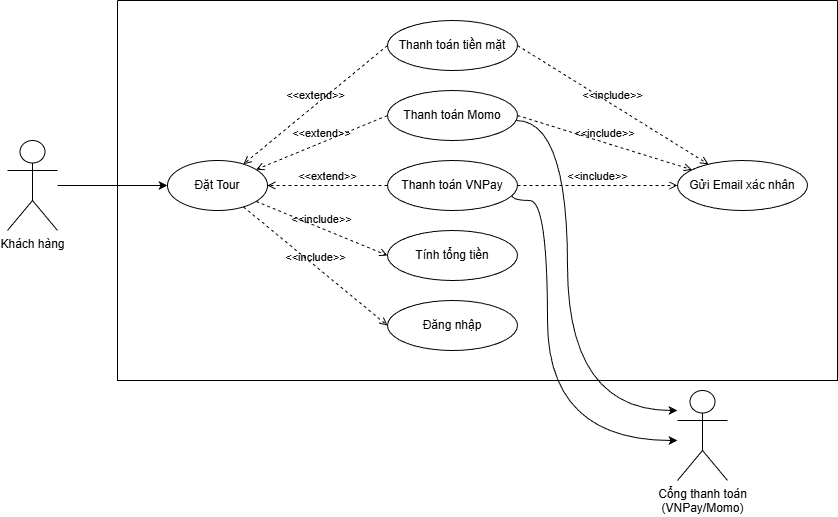 Thanh toán tiền mặt
<<extend>>
<<include>>
Thanh toán Momo
<<extend>>
<<include>>
Khách hàng
Đặt Tour
<<extend>>
Thanh toán VNPay
<<include>>
Gửi Email xác nhân
<<include>>
Tính tổng tiền
<<include>>
Đăng nhập
Cổng thanh toán
(VNPay/Momo)